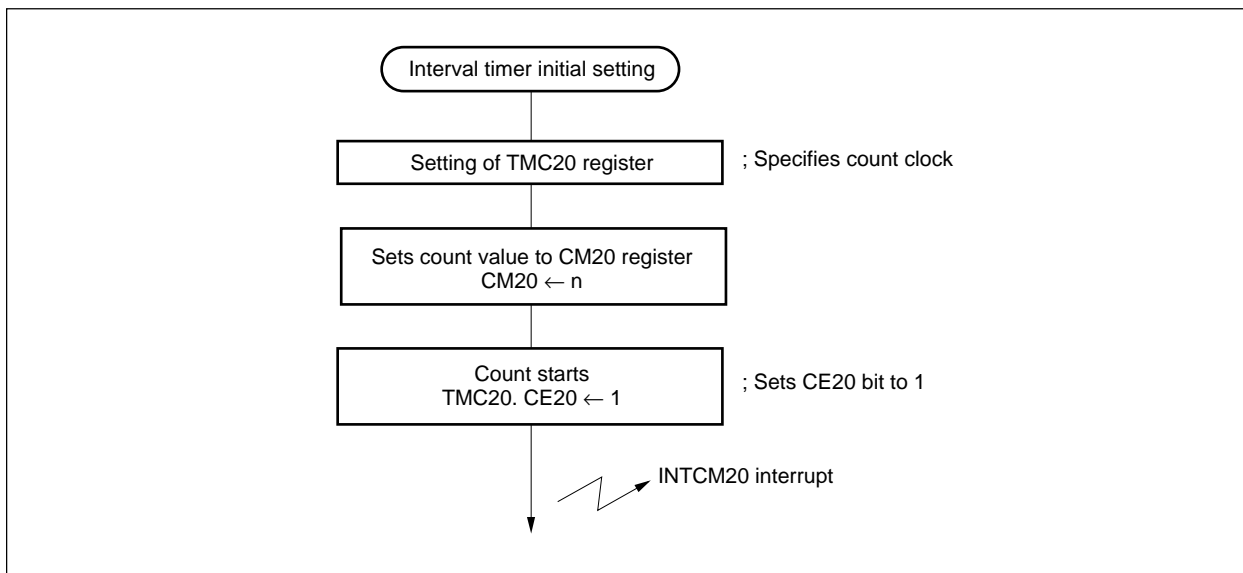 Interval timer initial setting
Setting of TMC20 register
; Specifies count clock
Sets count value to CM20 register
CM20 ← n
Count starts
TMC20. CE20 ← 1
; Sets CE20 bit to 1
INTCM20 interrupt